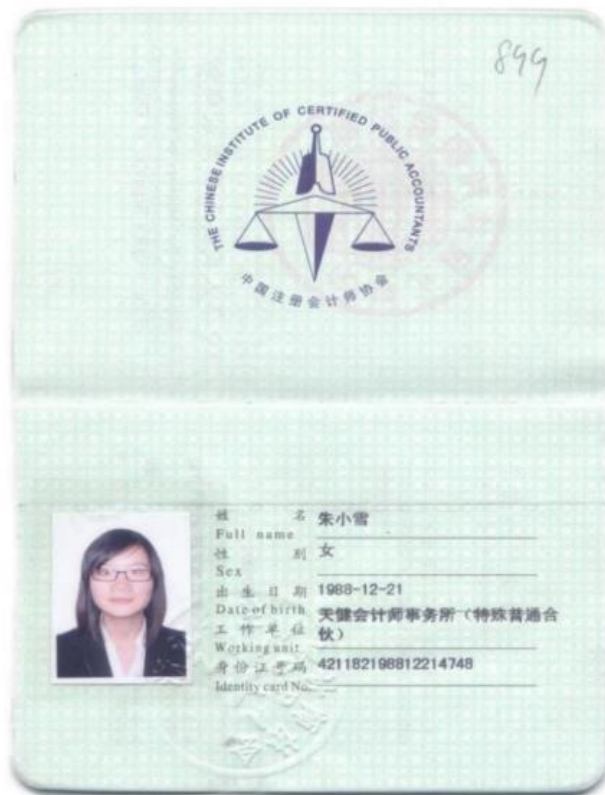 899
THE CHINESE INSTITUTE OF CERTIFIED PUBLIC ACCOUNTANTS
中国注册会计师协会
姓 名 朱小雪
Full name
性 别 女
Sex
出生日期 1988-12-21
Date of birth
工作单位 天健会计师事务所（特殊普通合
伙）
Working unit
身份证号码 421182198812214748
Identity card No.